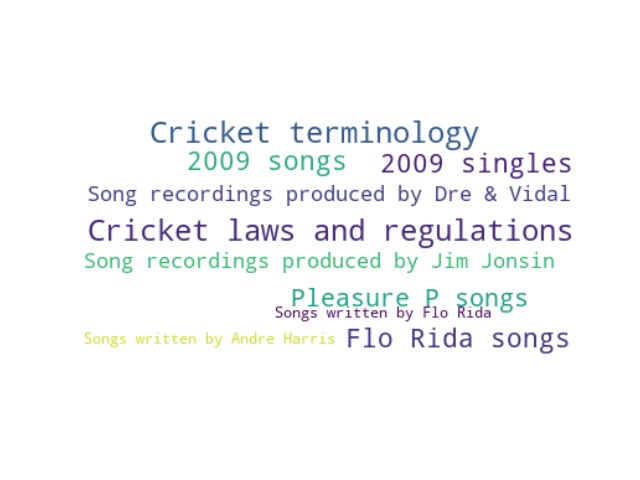 Cricket terminology
2009 songs 2009 singles
Song recordings produced by Dre & Vidal
Cricket laws and regulations
Song recordings produced by Jim Jonsin
Pleasure P songs
Songs written by Flo Rida
Songs written by Andre Harris Flo Rida songs